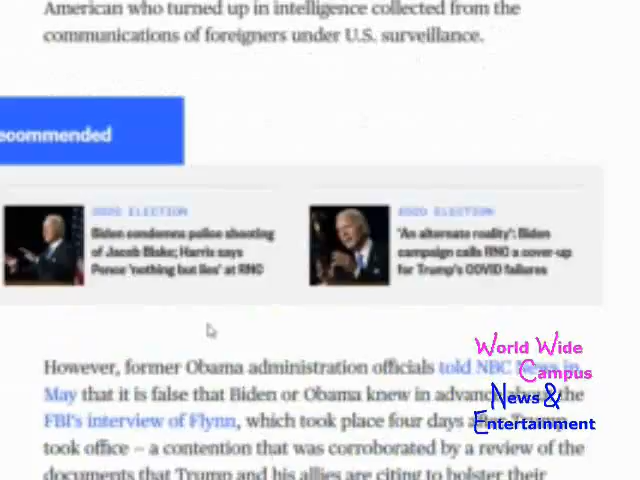 American who turned up in intelligence collected from the
communications of foreigners under U.S. surveillance.
ecommended
2020 ELECTION
Biden condemns police shooting
of Jacob Blake; Harris says
Pence 'nothing but lies' at RNC
2020 ELECTION
'An alternate reality': Biden
campaign calls RNC a cover-up
for Trump's COVID failures
However, former Obama administration officials told NBC News in
May that it is false that Biden or Obama knew in advance about the
FBI's interview of Flynn, which took place four days after Trump
took office – a contention that was corroborated by a review of the
documents that Trump and his allies are citing to bolster their
World Wide
Campus
News &
Entertainment